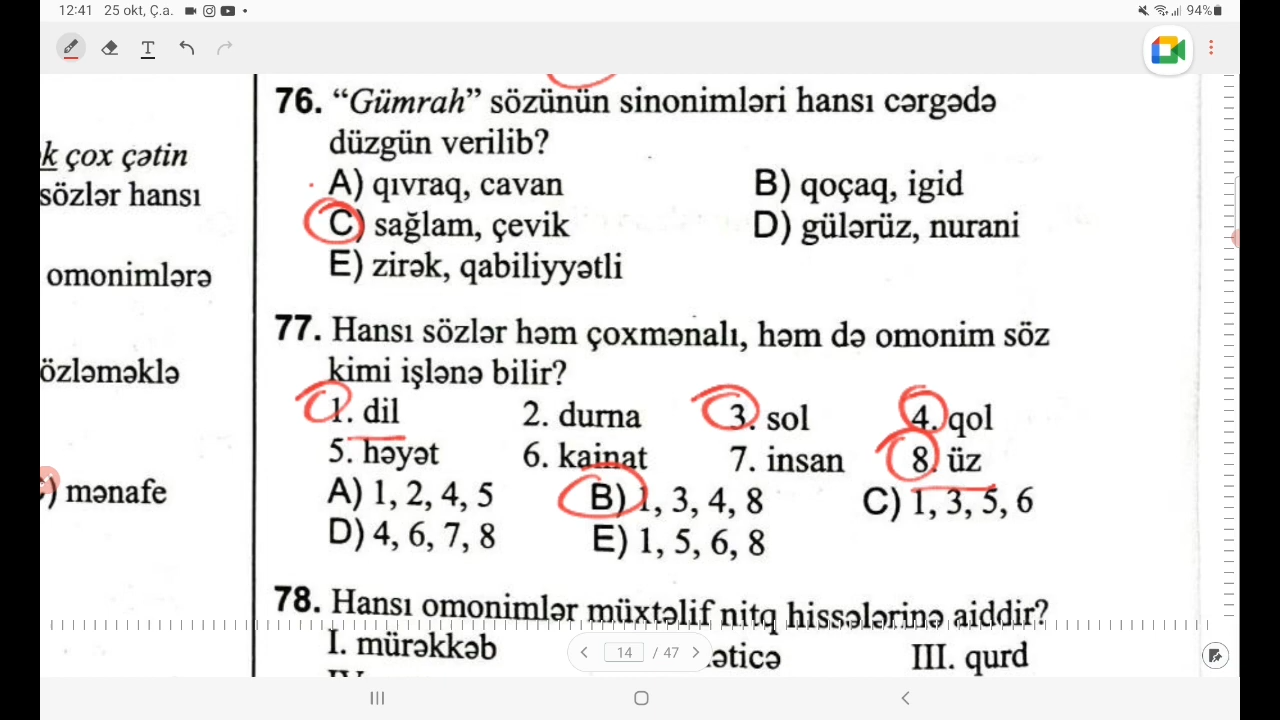 12:41 25 okt, Ç.a. 94%
T
76. “Gümrah” sözünün sinonimləri hansı cərgədə
düzgün verilib?
A) qıvraq, cavan B) qoçaq, igid
C) sağlam, çevik D) gülərüz, nurani
E) zirək, qabiliyyətli
77. Hansı sözlər həm çoxmənalı, həm də omonim söz
kimi işlənə bilir?
1. dil 2. durna 3. sol 4. qol
5. həyət 6. kainat 7. insan 8. üz
A) 1, 2, 4, 5 B) 1, 3, 4, 8 C) 1, 3, 5, 6
D) 4, 6, 7, 8 E) 1, 5, 6, 8
78. Hansı omonimlər müxtəlif nitq hissələrinə aiddir?
I. mürəkkəb əticə III. qurd
k çox çətin
sözlər hansı
omonimlərə
özləməklə
) mənafe
14 / 47